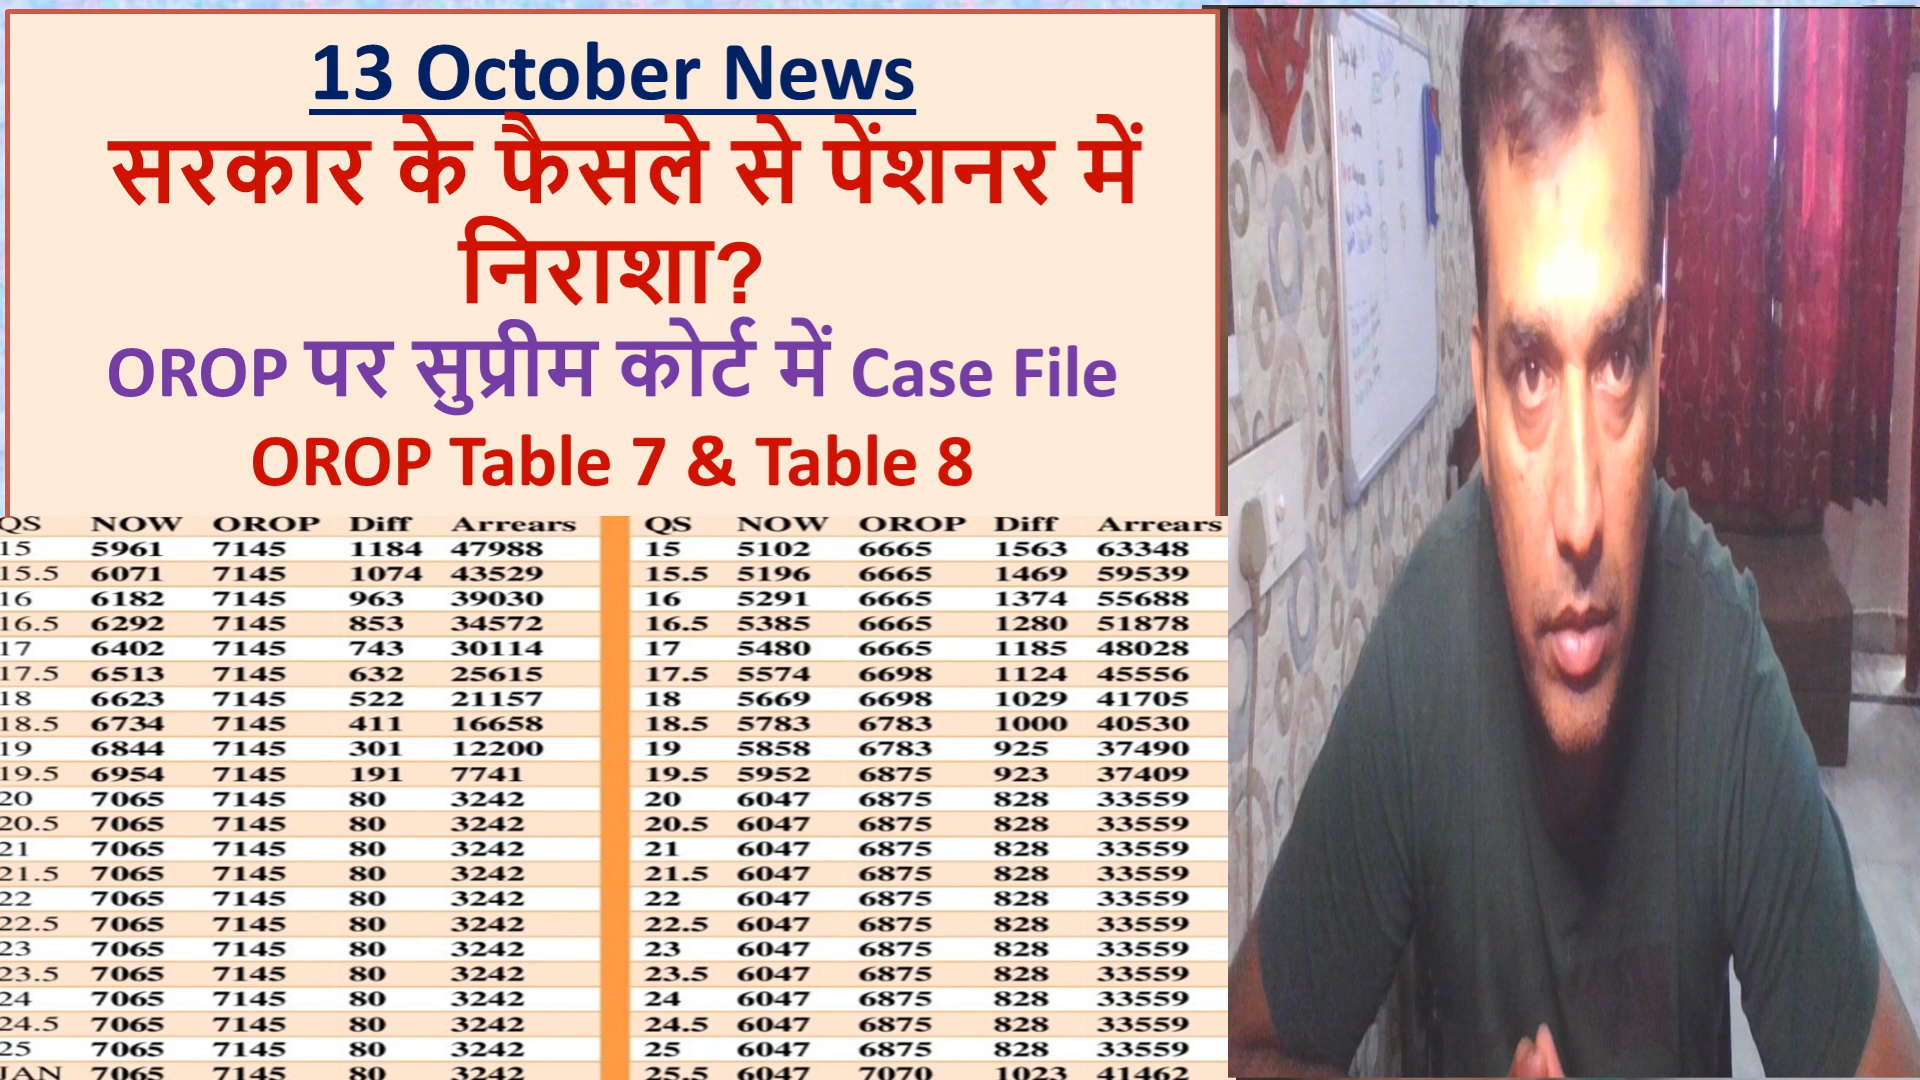 13 October News
सरकार के फैसले से पेंशनर में
निराशा?
OROP पर सुप्रीम कोर्ट में Case File
OROP Table 7 & Table 8
QS NOW OROP Diff Arrears QS NOW OROP Diff Arrears
15 5961 7145 1184 47988 15 5102 6665 1563 63348
15.5 6071 7145 1074 43529 15.5 5196 6665 1469 59539
16 6182 7145 963 39030 16 5291 6665 1374 55688
16.5 6292 7145 853 34572 16.5 5385 6665 1280 51878
17 6402 7145 743 30114 17 5480 6665 1185 48028
17.5 6513 7145 632 25615 17.5 5574 6698 1124 45556
18 6623 7145 522 21157 18 5669 6698 1029 41705
18.5 6734 7145 411 16658 18.5 5783 6783 1000 40530
19 6844 7145 301 12200 19 5858 6783 925 37490
19.5 6954 7145 191 7741 19.5 5952 6875 923 37409
20 7065 7145 80 3242 20 6047 6875 828 33559
20.5 7065 7145 80 3242 20.5 6047 6875 828 33559
21 7065 7145 80 3242 21 6047 6875 828 33559
21.5 7065 7145 80 3242 21.5 6047 6875 828 33559
22 7065 7145 80 3242 22 6047 6875 828 33559
22.5 7065 7145 80 3242 22.5 6047 6875 828 33559
23 7065 7145 80 3242 23 6047 6875 828 33559
23.5 7065 7145 80 3242 23.5 6047 6875 828 33559
24 7065 7145 80 3242 24 6047 6875 828 33559
24.5 7065 7145 80 3242 24.5 6047 6875 828 33559
25 7065 7145 80 3242 25 6047 6875 828 33559
JAN 7065 7145 80 3242 25.5 6047 7070 1023 41462